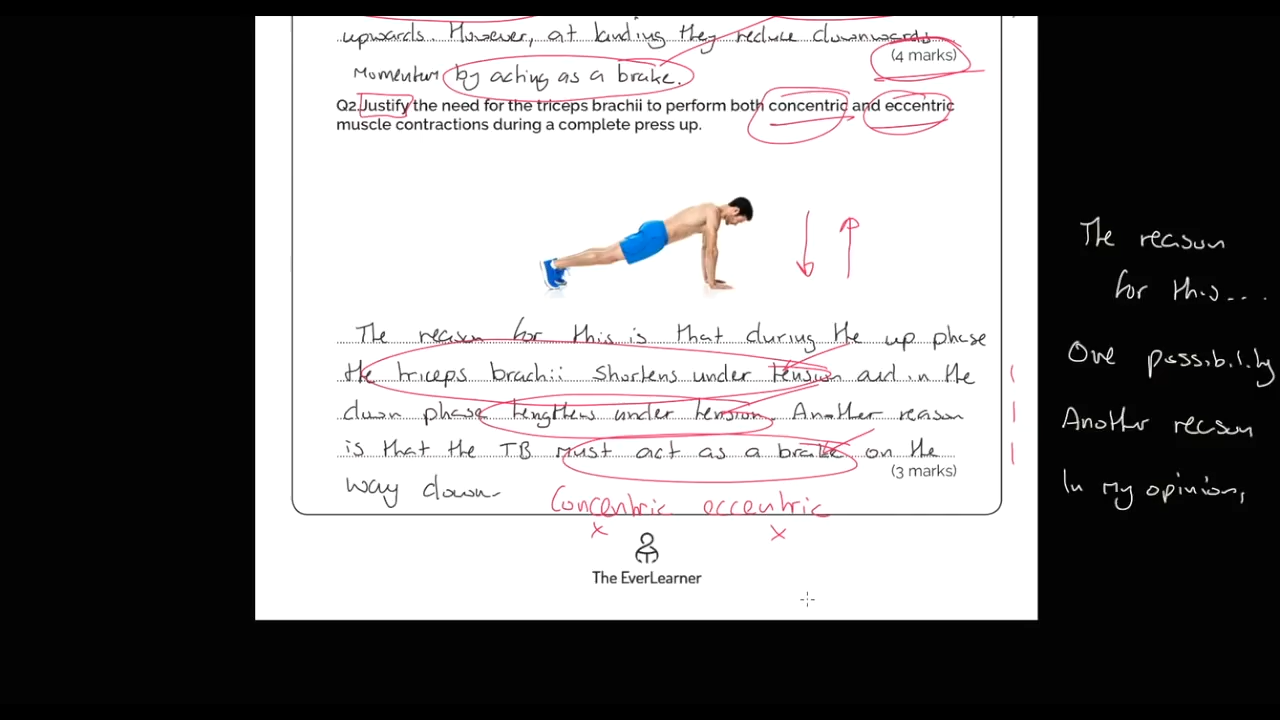 upwards. However, at landing they reduce downwards
(4 marks)
Momentum by acting as a brake.
Q2.Justify the need for the triceps brachii to perform both concentric and eccentric
muscle contractions during a complete press up.
The reason
for this...
The reason for this is that during the up phase
One possibility
the triceps brachii shortens under tension and in the
down phase lengthens under tension. Another reason
Another reason
is that the TB must act as a brake on the
(3 marks)
way down.
In my opinion,
Concentric eccentric
x x
The EverLearner